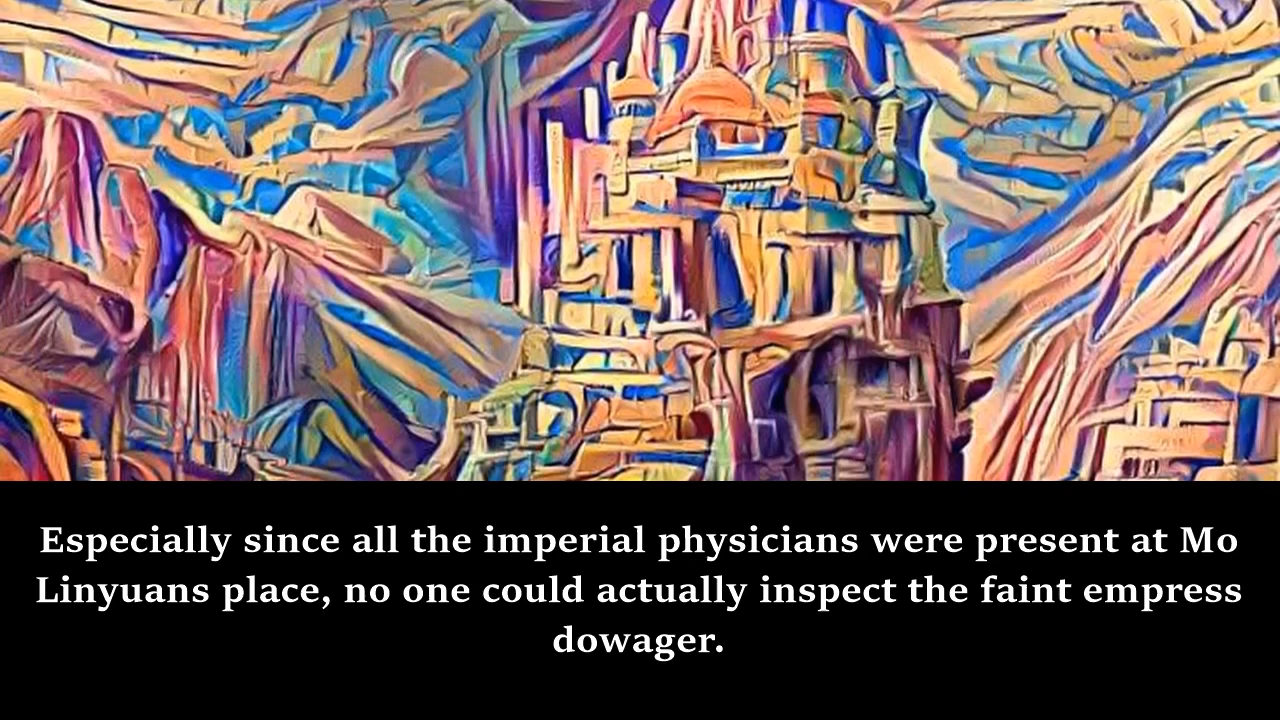 Especially since all the imperial physicians were present at Mo
Linyuans place, no one could actually inspect the faint empress
dowager.